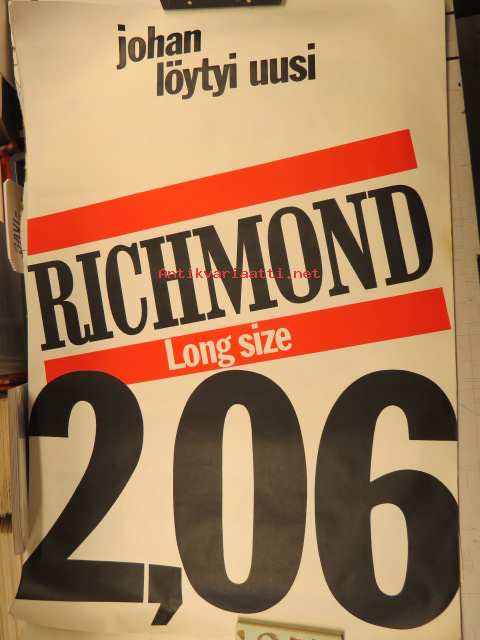 johan
löytyi uusi
RICHMOND
Antikvariaatti.net
Long size
2,06